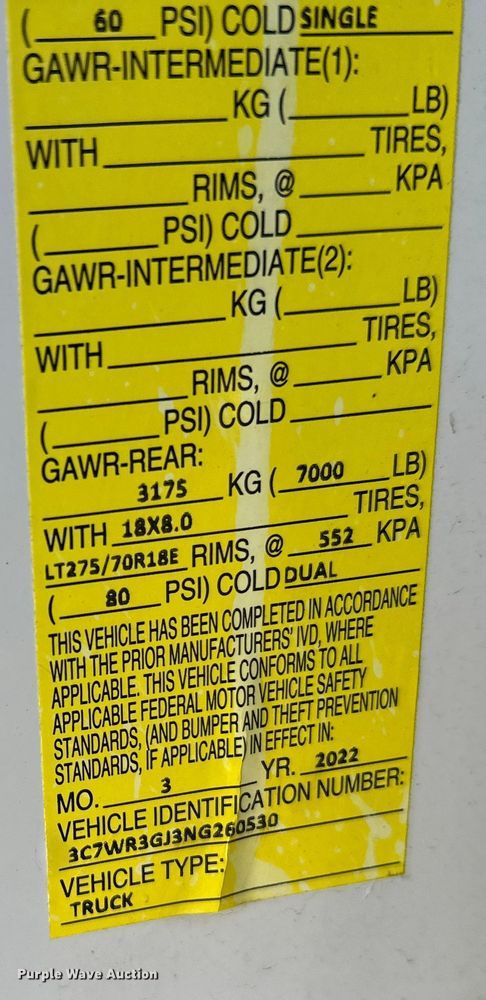 ( 60 PSI) COLD SINGLE
GAWR-INTERMEDIATE(1):
KG ( LB)
WITH TIRES,
RIMS, @ KPA
( PSI) COLD
GAWR-INTERMEDIATE(2):
KG ( LB)
WITH TIRES,
RIMS, @ KPA
( PSI) COLD
GAWR-REAR:
3175 KG ( 7000 LB)
WITH 18X8.0 TIRES,
LT275/70R18E RIMS, @ 552 KPA
( 80 PSI) COLD DUAL
THIS VEHICLE HAS BEEN COMPLETED IN ACCORDANCE
WITH THE PRIOR MANUFACTURERS' IVD, WHERE
APPLICABLE. THIS VEHICLE CONFORMS TO ALL
APPLICABLE FEDERAL MOTOR VEHICLE SAFETY
STANDARDS, (AND BUMPER AND THEFT PREVENTION
STANDARDS, IF APPLICABLE) IN EFFECT IN:
MO. 3 YR. 2022
VEHICLE IDENTIFICATION NUMBER:
3C7WR3GJ3NG260530
VEHICLE TYPE:
TRUCK
Purple Wave Auction